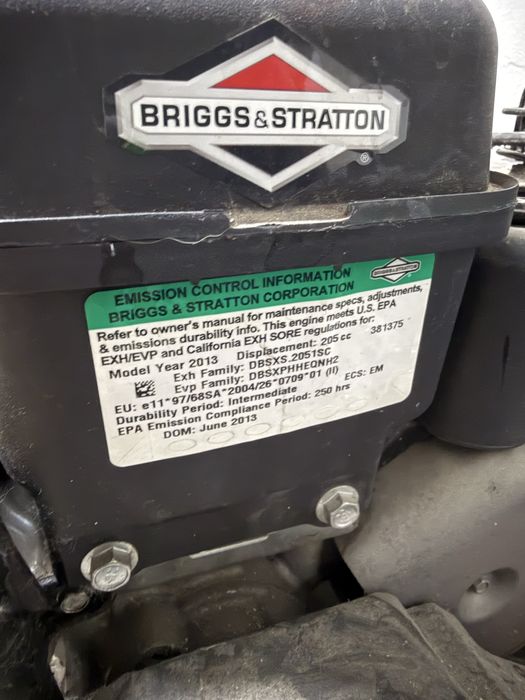 BRIGGS & STRATTON
®
EMISSION CONTROL INFORMATION
BRIGGS & STRATTON CORPORATION
BRIGGS & STRATTON
Refer to owner's manual for maintenance specs, adjustments,
& emissions durability info. This engine meets U.S. EPA
EXH/EVP and California EXH SORE regulations for:
Model Year 2013 Displacement: 205 cc 381375
Exh Family: DBSXS.2051SC
Evp Family: DBSXPHHEQNH2
EU: e11*97/68SA*2004/26*0709*01 (II) ECS: EM
Durability Period: Intermediate
EPA Emission Compliance Period: 250 hrs
DOM: June 2013